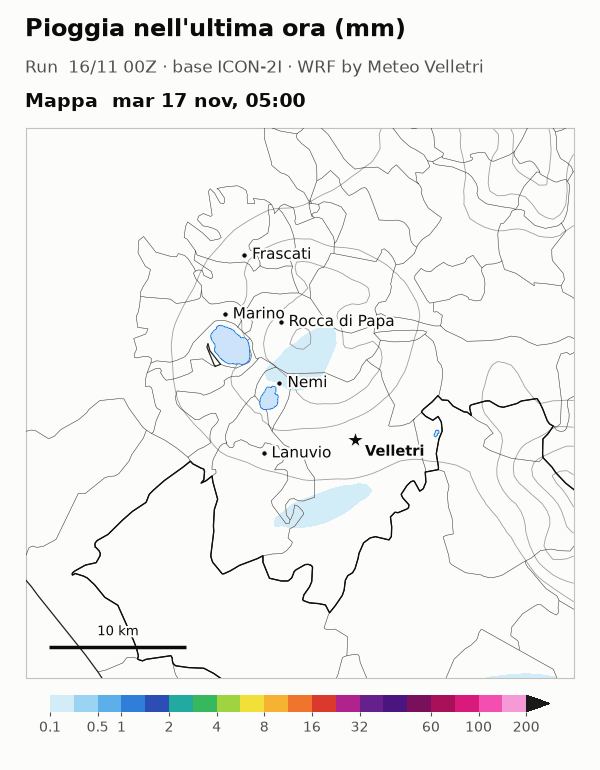 Pioggia nell'ultima ora (mm)
Run  16/11 00Z · base ICON-2I · WRF by Meteo Velletri
Mappa  mar 17 nov, 05:00
Frascati
Marino
Rocca di Papa
Nemi
Velletri
Lanuvio
10 km
0.1 0.5 1 2 4 8 16 32 60 100 200